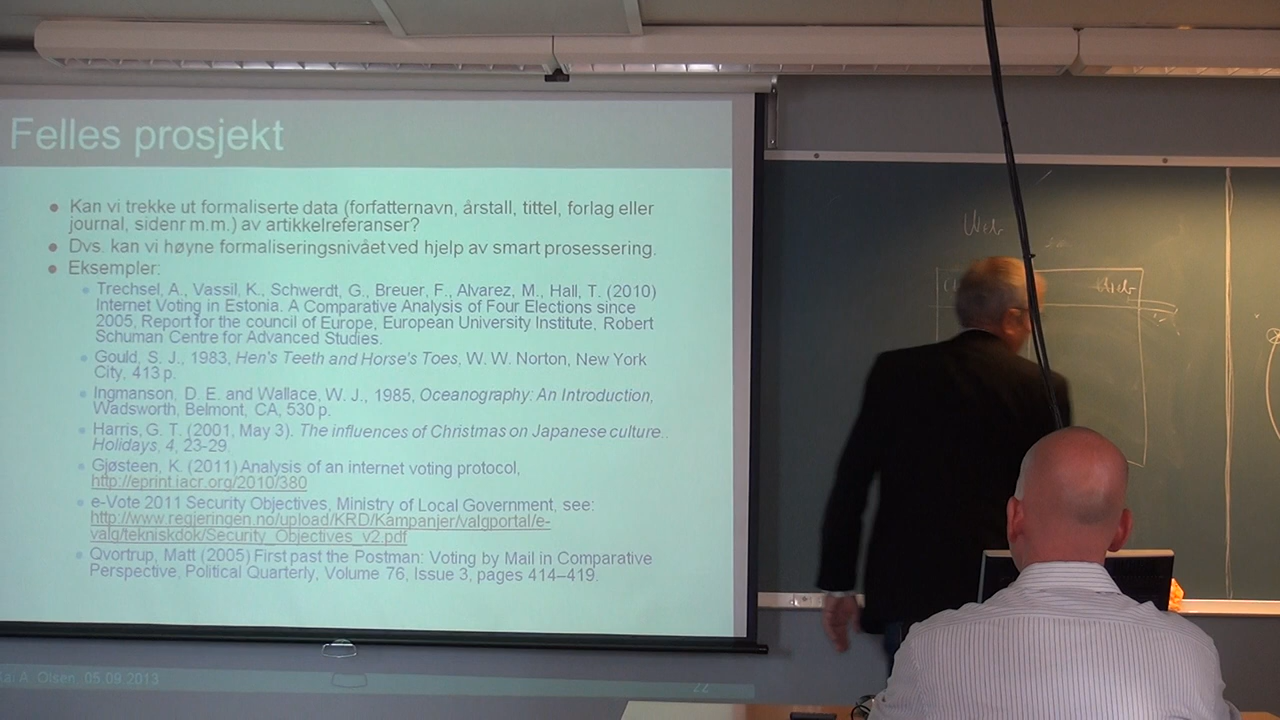 Felles prosjekt
Kan vi trekke ut formaliserte data (forfatternavn, årstall, tittel, forlag eller
journal, sidenr m.m.) av artikkelreferanser?
Dvs. kan vi høyne formaliseringsnivået ved hjelp av smart prosessering.
Eksempler:
Trechsel, A., Vassil, K., Schwerdt, G., Breuer, F., Alvarez, M., Hall, T. (2010)
Internet Voting in Estonia. A Comparative Analysis of Four Elections since
2005, Report for the council of Europe, European University Institute, Robert
Schuman Centre for Advanced Studies.
Gould, S. J., 1983, Hen's Teeth and Horse's Toes, W. W. Norton, New York
City, 413 p.
Ingmanson, D. E. and Wallace, W. J., 1985, Oceanography: An Introduction,
Wadsworth, Belmont, CA, 530 p.
Harris, G. T. (2001, May 3). The influences of Christmas on Japanese culture..
Holidays, 4, 23-29.
Gjøsteen, K. (2011) Analysis of an internet voting protocol,
http://eprint.iacr.org/2010/380
e-Vote 2011 Security Objectives, Ministry of Local Government, see:
http://www.regjeringen.no/upload/KRD/Kampanjer/valgportal/e-
valg/tekniskdok/Security_Objectives_v2.pdf
Qvortrup, Matt (2005) First past the Postman: Voting by Mail in Comparative
Perspective, Political Quarterly, Volume 76, Issue 3, pages 414–419.
A. Olsen, 05.09.2013
Web